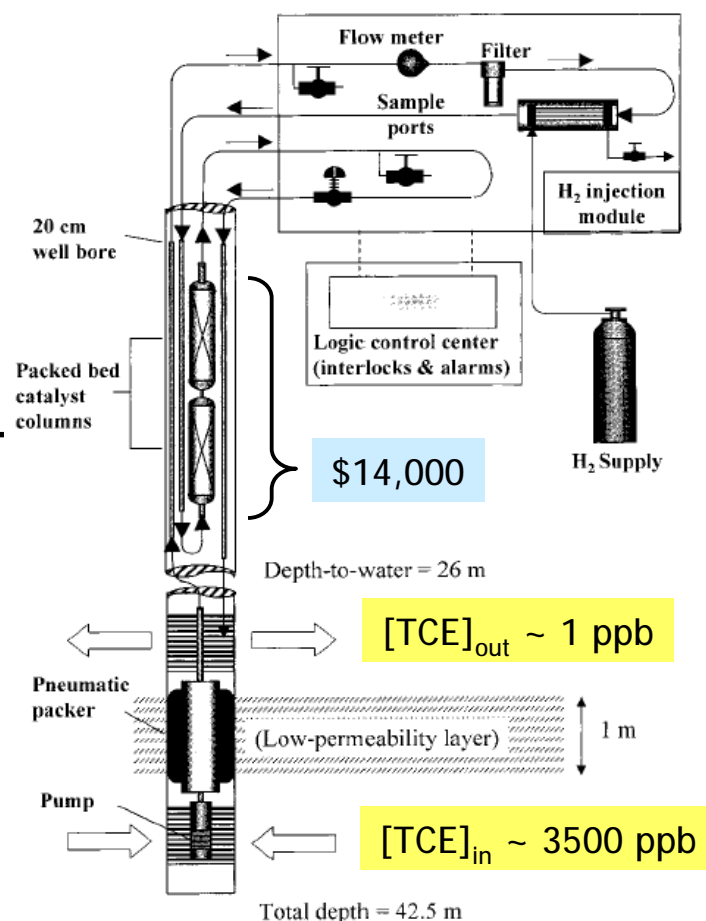 Flow meter
Filter
Sample
ports
H₂ injection
module
20 cm
well bore
Logic control center
(interlocks & alarms)
Packed bed
catalyst
columns
$14,000
H₂ Supply
Depth-to-water = 26 m
[TCE]out ~ 1 ppb
Pneumatic
packer
(Low-permeability layer)
1 m
Pump
[TCE]in ~ 3500 ppb
Total depth = 42.5 m